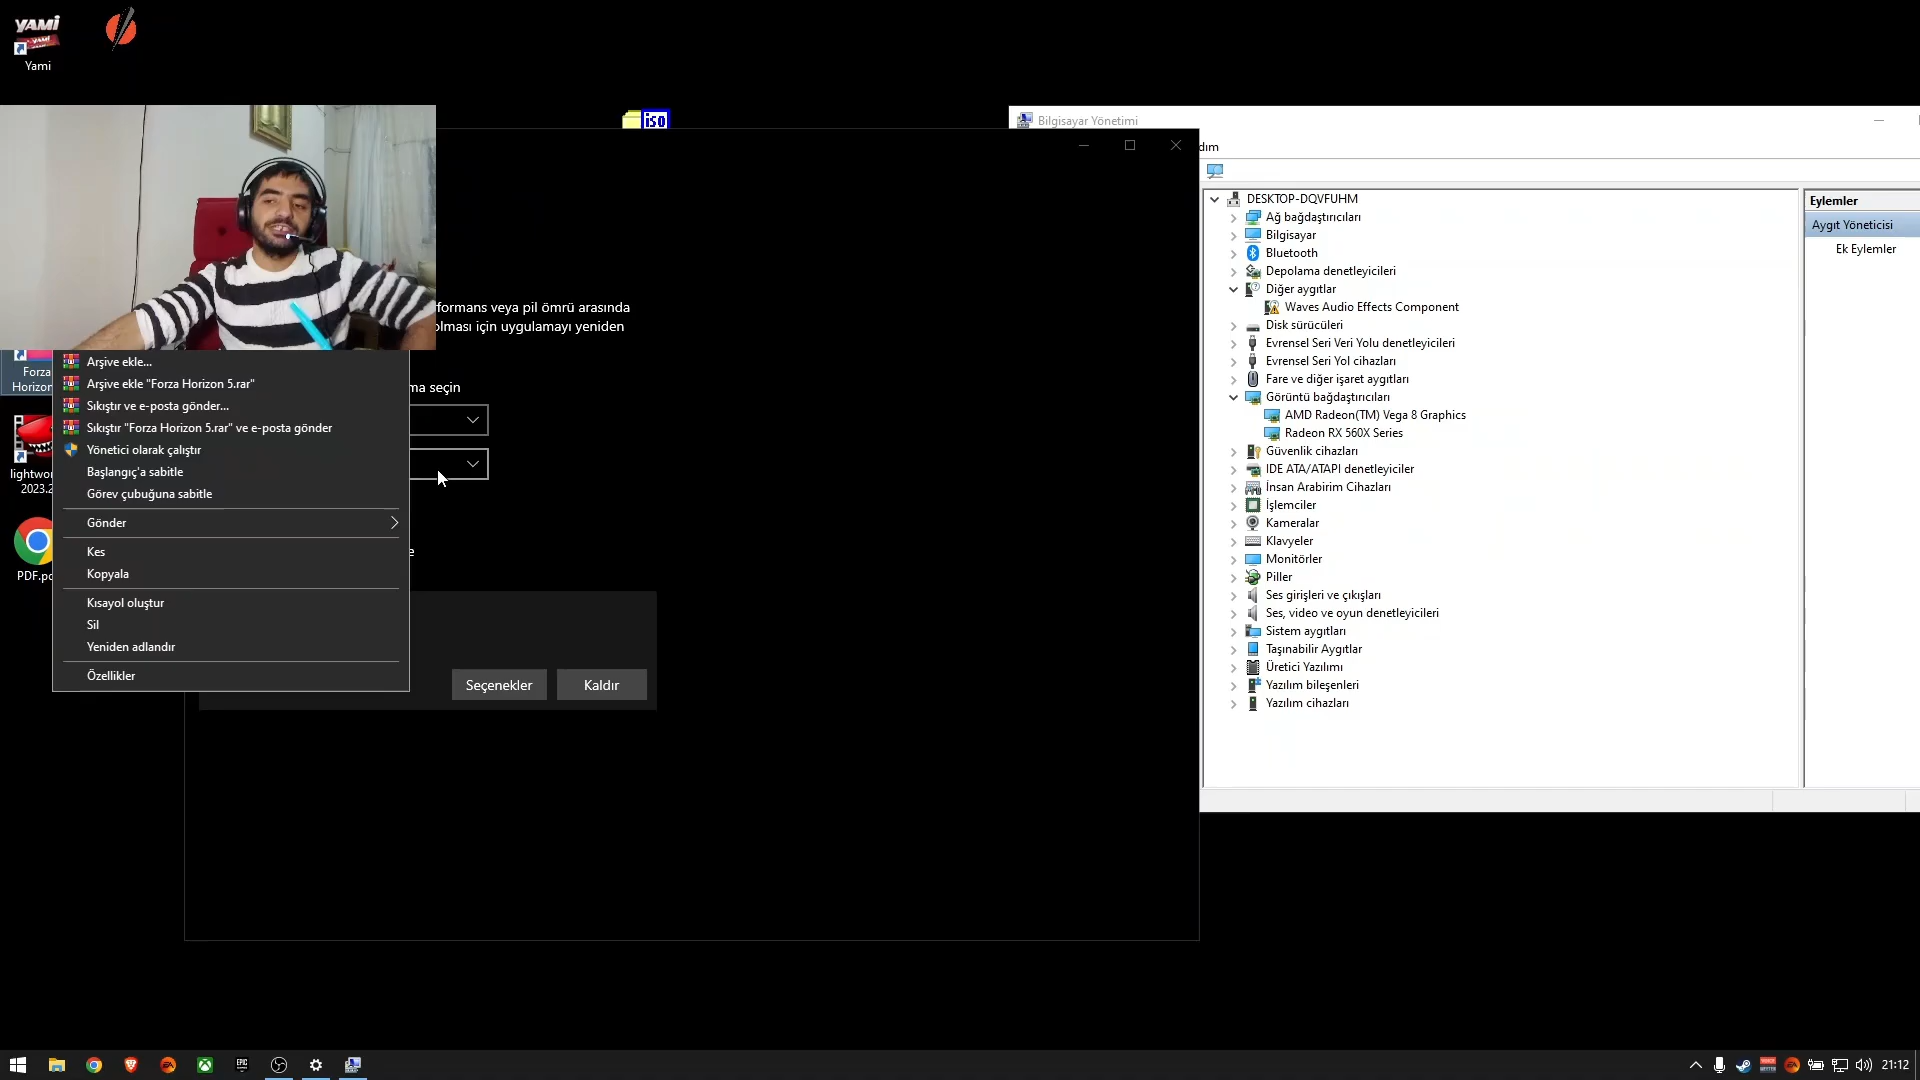 YAMİ
Yami
iso
Bilgisayar Yönetimi
dım
DESKTOP-DQVFUHM
Ağ bağdaştırıcıları
Bilgisayar
Bluetooth
Depolama denetleyicileri
Diğer aygıtlar
Waves Audio Effects Component
Disk sürücüleri
Evrensel Seri Veri Yolu denetleyicileri
Evrensel Seri Yol cihazları
Fare ve diğer işaret aygıtları
Görüntü bağdaştırıcıları
AMD Radeon(TM) Vega 8 Graphics
Radeon RX 560X Series
Güvenlik cihazları
IDE ATA/ATAPI denetleyiciler
İnsan Arabirim Cihazları
İşlemciler
Kameralar
Klavyeler
Monitörler
Piller
Ses girişleri ve çıkışları
Ses, video ve oyun denetleyicileri
Sistem aygıtları
Taşınabilir Aygıtlar
Üretici Yazılımı
Yazılım bileşenleri
Yazılım cihazları
Eylemler
Aygıt Yöneticisi
Ek Eylemler
formans veya pil ömrü arasında
olması için uygulamayı yeniden
ma seçin
e
Seçenekler
Kaldır
Forza
Horizon
lightwor
2023.2
PDF.pd
Arşive ekle...
Arşive ekle "Forza Horizon 5.rar"
Sıkıştır ve e-posta gönder...
Sıkıştır "Forza Horizon 5.rar" ve e-posta gönder
Yönetici olarak çalıştır
Başlangıç'a sabitle
Görev çubuğuna sabitle
Gönder
Kes
Kopyala
Kısayol oluştur
Sil
Yeniden adlandır
Özellikler
EPIC
21:12